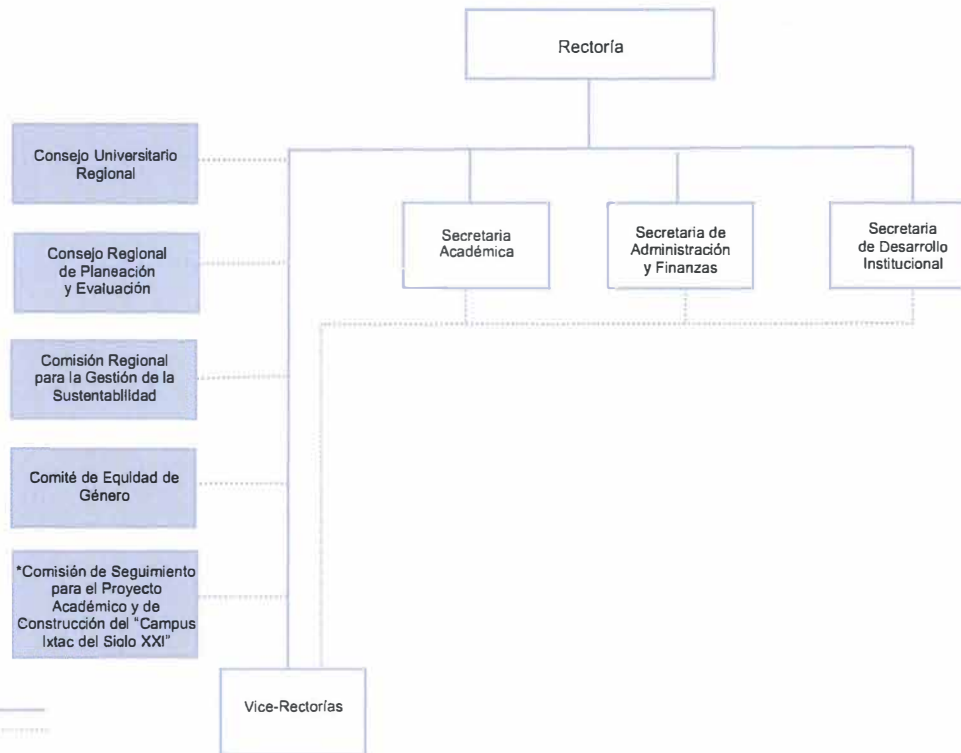 Rectoría
Consejo Universitario
Regional
Secretaria
Académica
Secretaria de
Administración
y Finanzas
Secretaria
de Desarrollo
Institucional
Consejo Regional
de Planeación
y Evaluación
Comisión Regional
para la Gestión de la
Sustentabilidad
Comité de Equidad de
Género
*Comisión de Seguimiento
para el Proyecto
Académico y de
Construcción del "Campus
Ixtac del Siglo XXI"
Vice-Rectorías